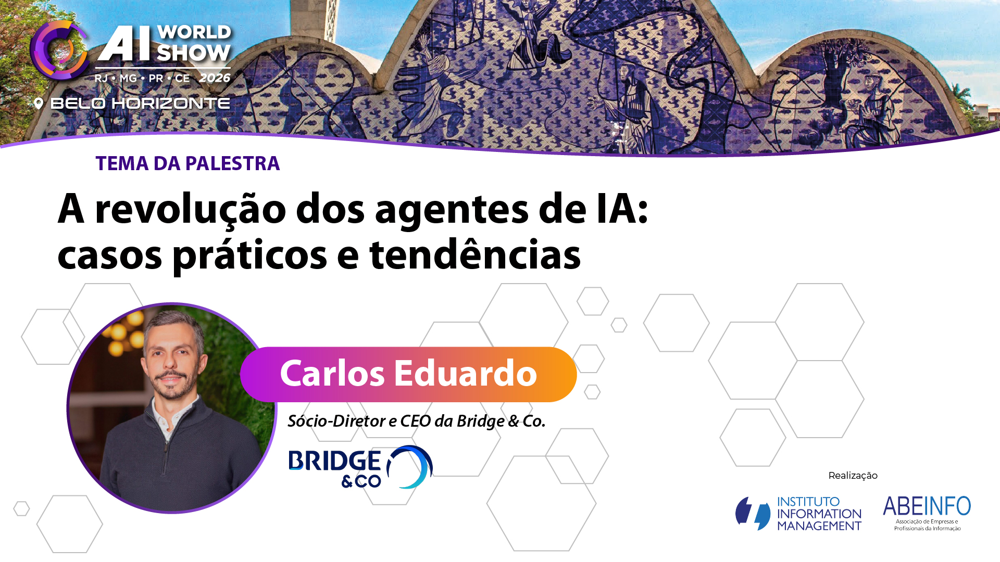 AI WORLD
SHOW
RJ • MG • PR • CE 2026
BELO HORIZONTE
TEMA DA PALESTRA
A revolução dos agentes de IA:
casos práticos e tendências
Carlos Eduardo
Sócio-Diretor e CEO da Bridge & Co.
BRIDGE
&CO
Realização
INSTITUTO
INFORMATION
MANAGEMENT
ABEINFO
Associação de Empresas e
Profissionais da Informação